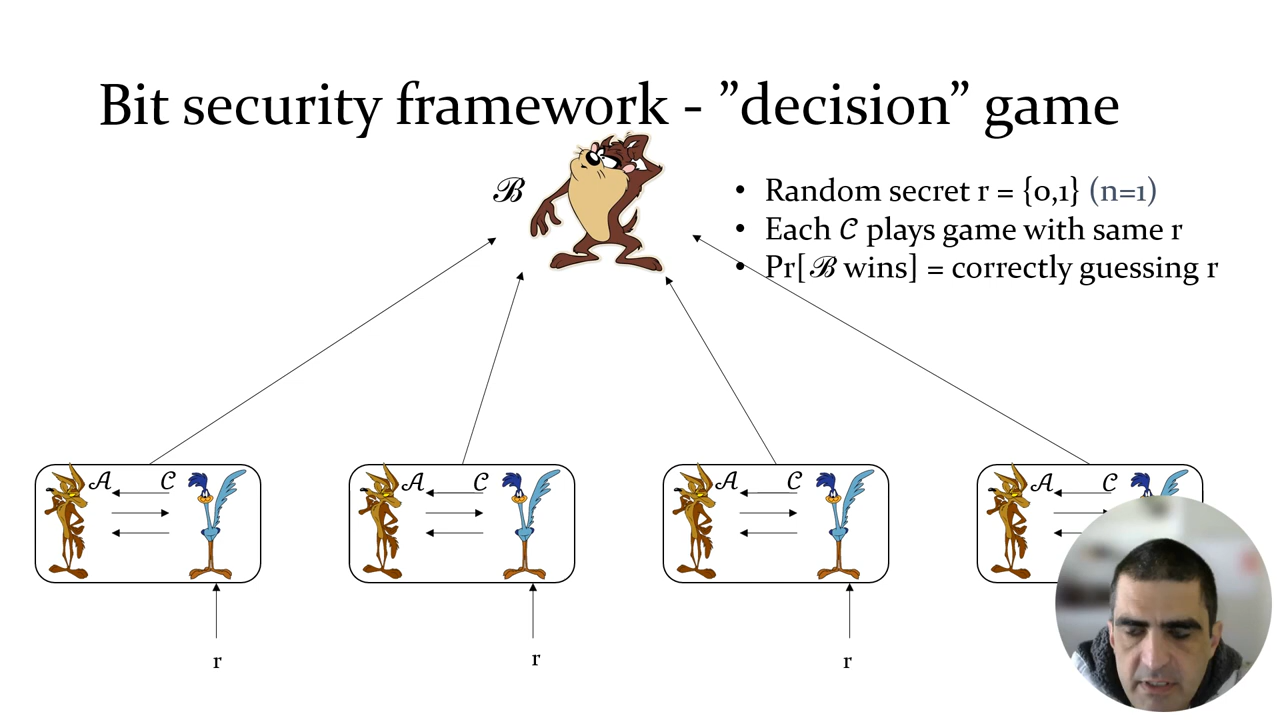 Bit security framework - ”decision” game
ℬ
• Random secret r = {0,1} (n=1)
• Each 𝒞 plays game with same r
• Pr[ℬ wins] = correctly guessing r
𝒜 𝒞 𝒜 𝒞 𝒜 𝒞 𝒜 𝒞
r r r